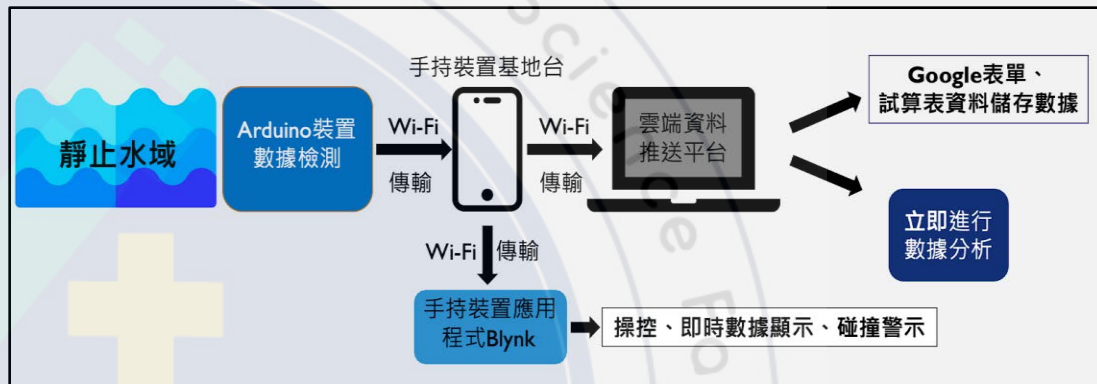 手持裝置基地台
靜止水域
Arduino裝置
數據檢測
Wi-Fi
傳輸
Wi-Fi
傳輸
雲端資料
推送平台
Google表單、
試算表資料儲存數據
立即進行
數據分析
Wi-Fi 傳輸
手持裝置應用
程式Blynk
操控、即時數據顯示、碰撞警示
cience Fo